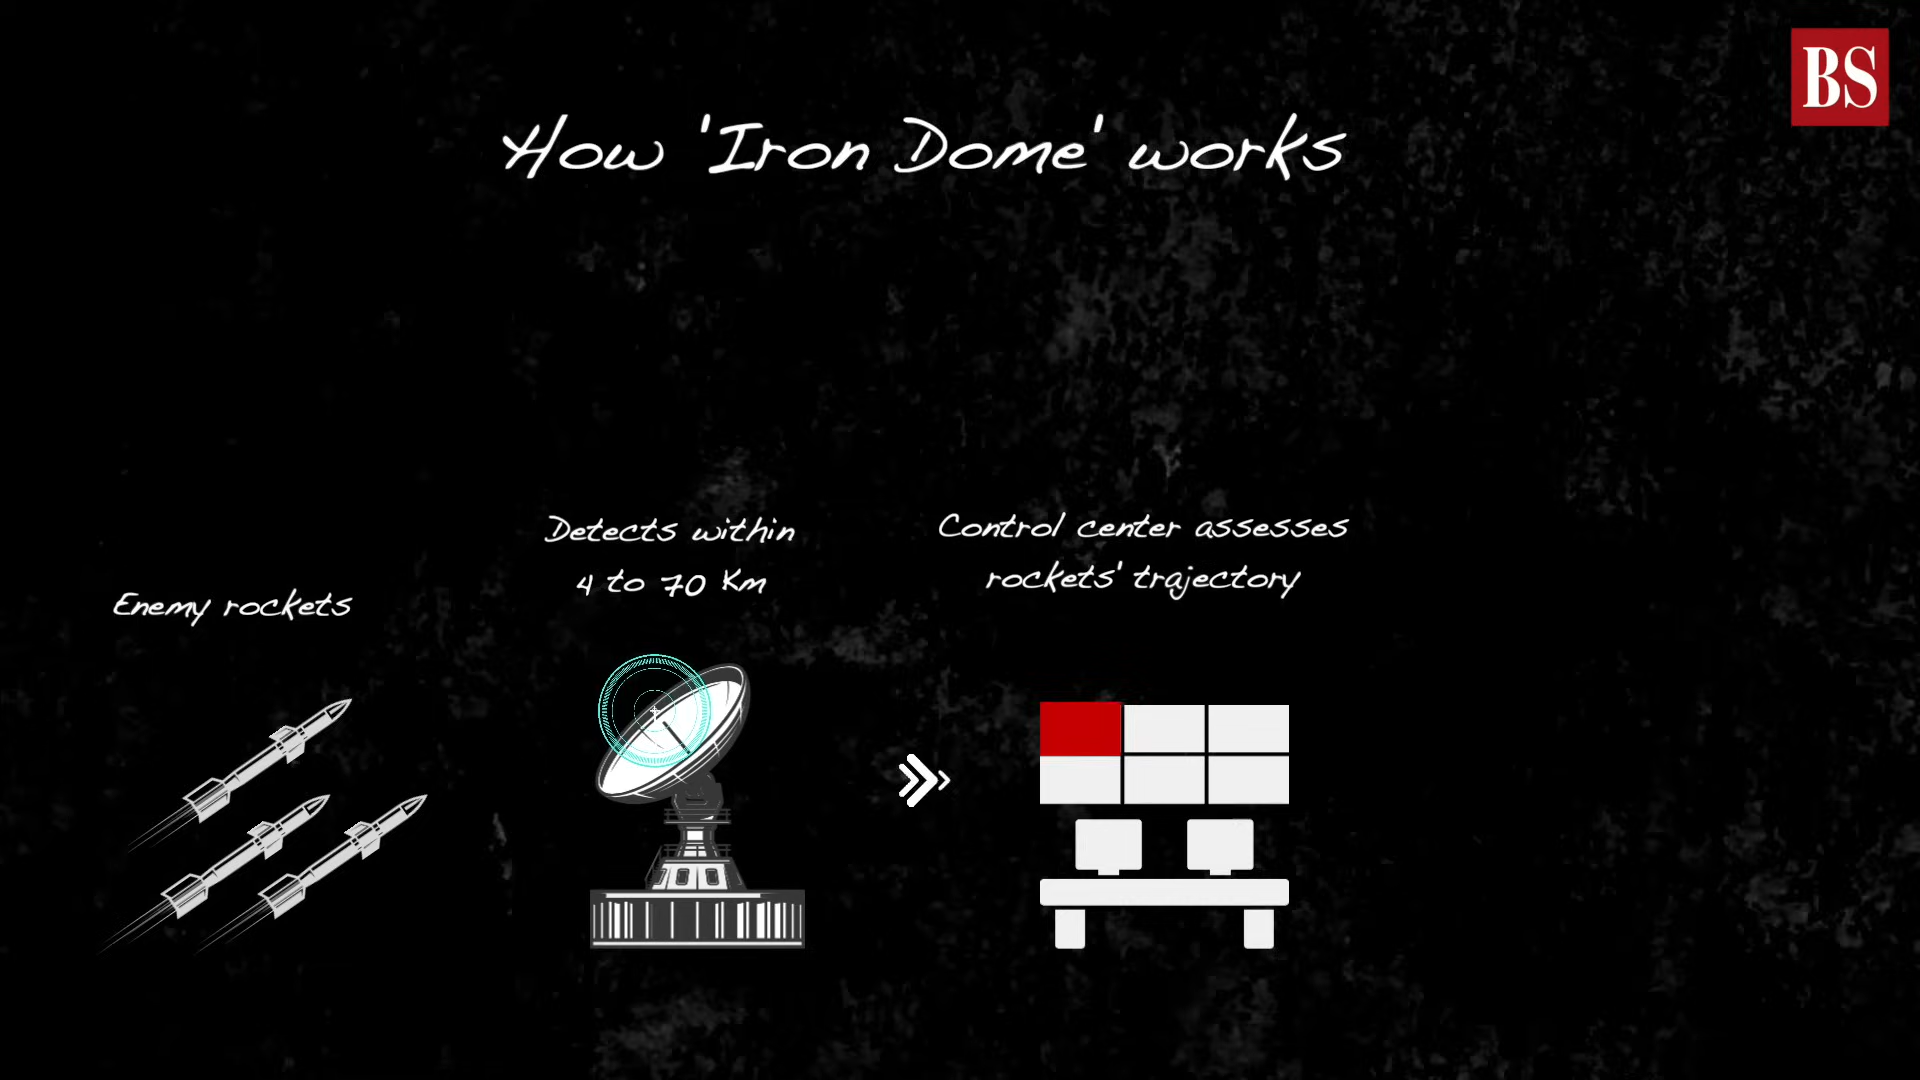 BS
How 'Iron Dome' works
Enemy rockets
Detects within
4 to 70 Km
Control center assesses
rockets' trajectory